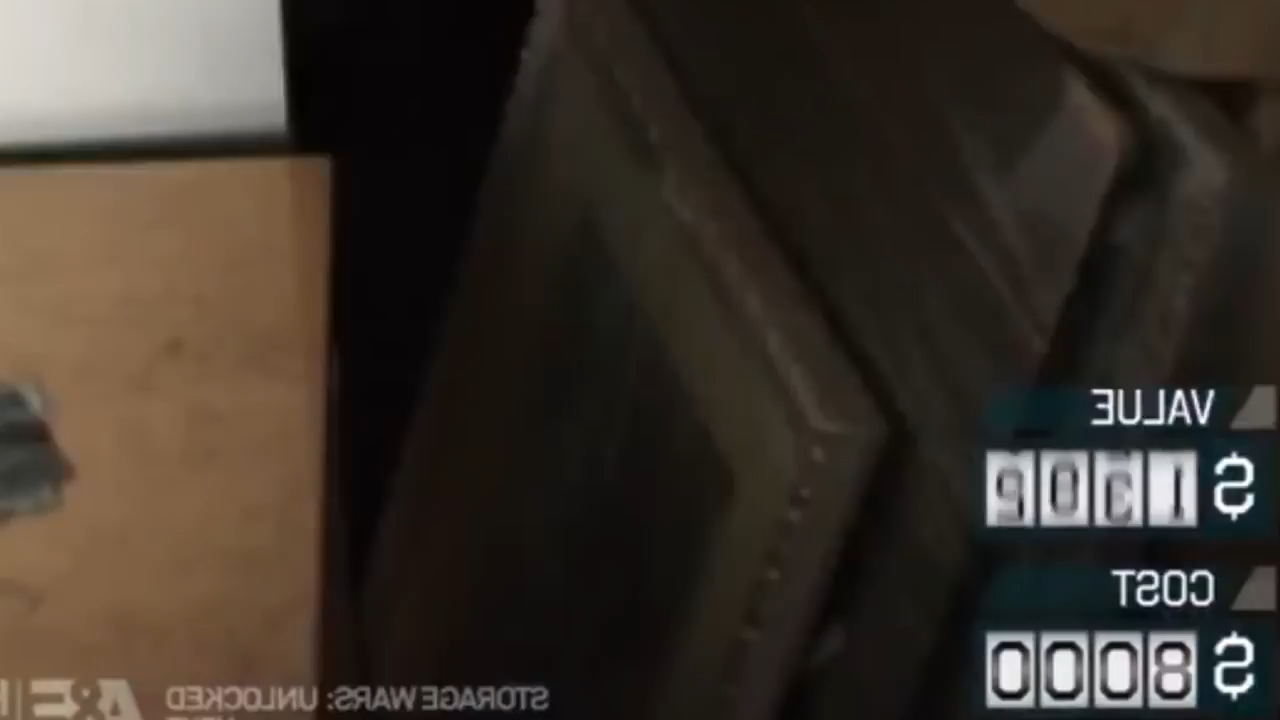 VALUE
$
COST
$ 8000
STORAGE WARS: UNLOCKED
A&E